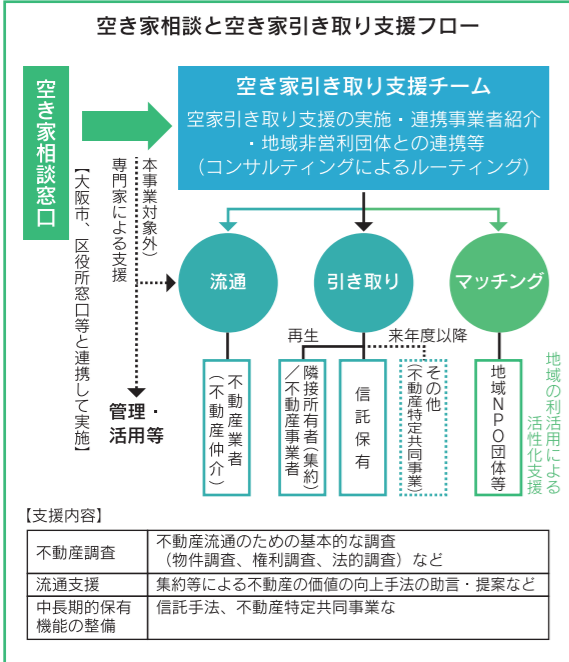 空き家相談と空き家引き取り支援フロー
空き家相談窓口
【大阪市、区役所窓口等と連携して実施】
空き家引き取り支援チーム
空家引き取り支援の実施・連携事業者紹介
・地域非営利団体との連携等
（コンサルティングによるルーティング）
本事業対象外）
専門家による支援
管理・
活用等
流通
引き取り
マッチング
再生
来年度以降
不動産業者
（不動産仲介）
隣接所有者（集約）
／不動産事業者
信託保有
その他
（不動産特定共同事業）
地域NPO団体等
地域の利活用による
活性化支援
【支援内容】
不動産調査
不動産流通のための基本的な調査
（物件調査、権利調査、法的調査）など
流通支援
集約等による不動産の価値の向上手法の助言・提案など
中長期的保有
機能の整備
信託手法、不動産特定共同事業な